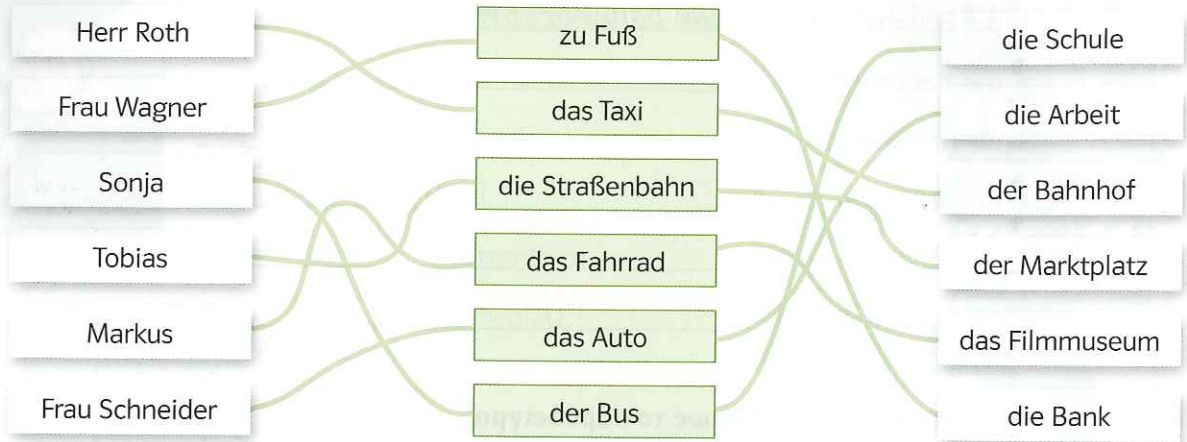 Herr Roth
Frau Wagner
Sonja
Tobias
Markus
Frau Schneider
zu Fuß
das Taxi
die Straßenbahn
das Fahrrad
das Auto
der Bus
die Schule
die Arbeit
der Bahnhof
der Marktplatz
das Filmmuseum
die Bank